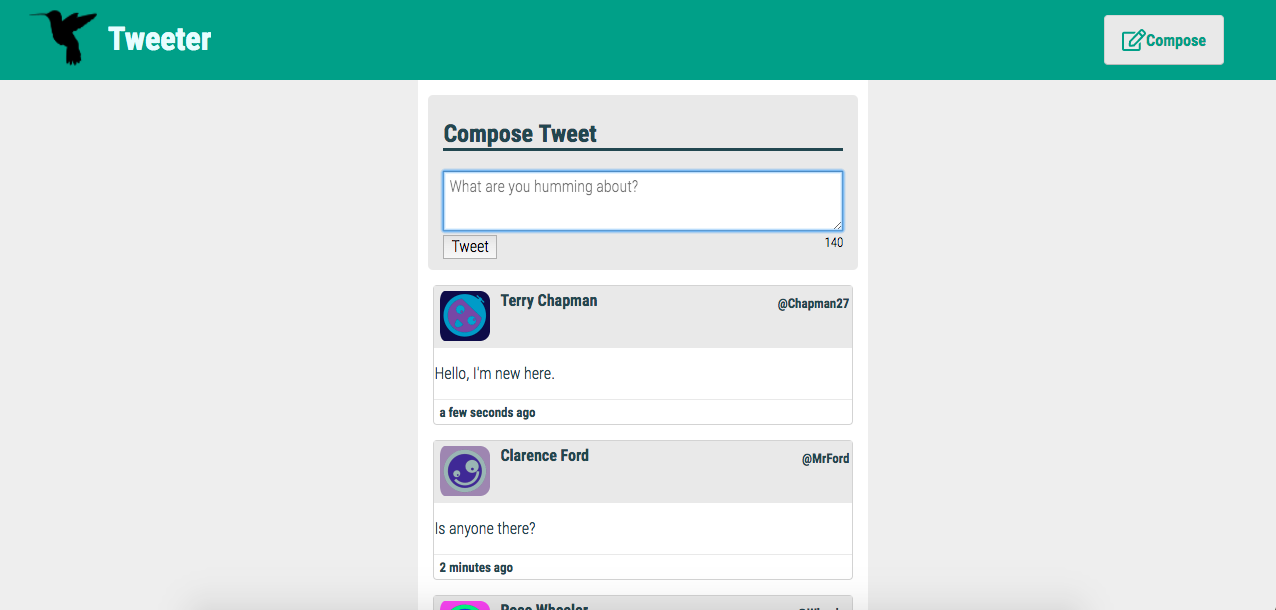 Tweeter
Compose
Compose Tweet
What are you humming about?
Tweet
140
Terry Chapman
@Chapman27
Hello, I'm new here.
a few seconds ago
Clarence Ford
@MrFord
Is anyone there?
2 minutes ago